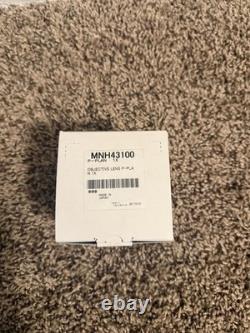 MNH43100
P-PLAN 1X
OBJECTIVE LENS P-PLA
N 1X
MADE IN
JAPAN